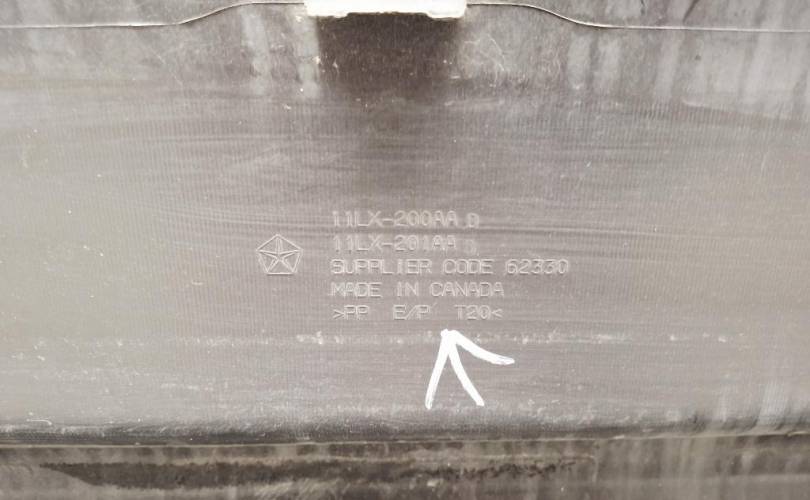 11LX-200AA D
11LX-201AA
SUPPLIER CODE 62330
MADE IN CANADA
>PP E/P T20<